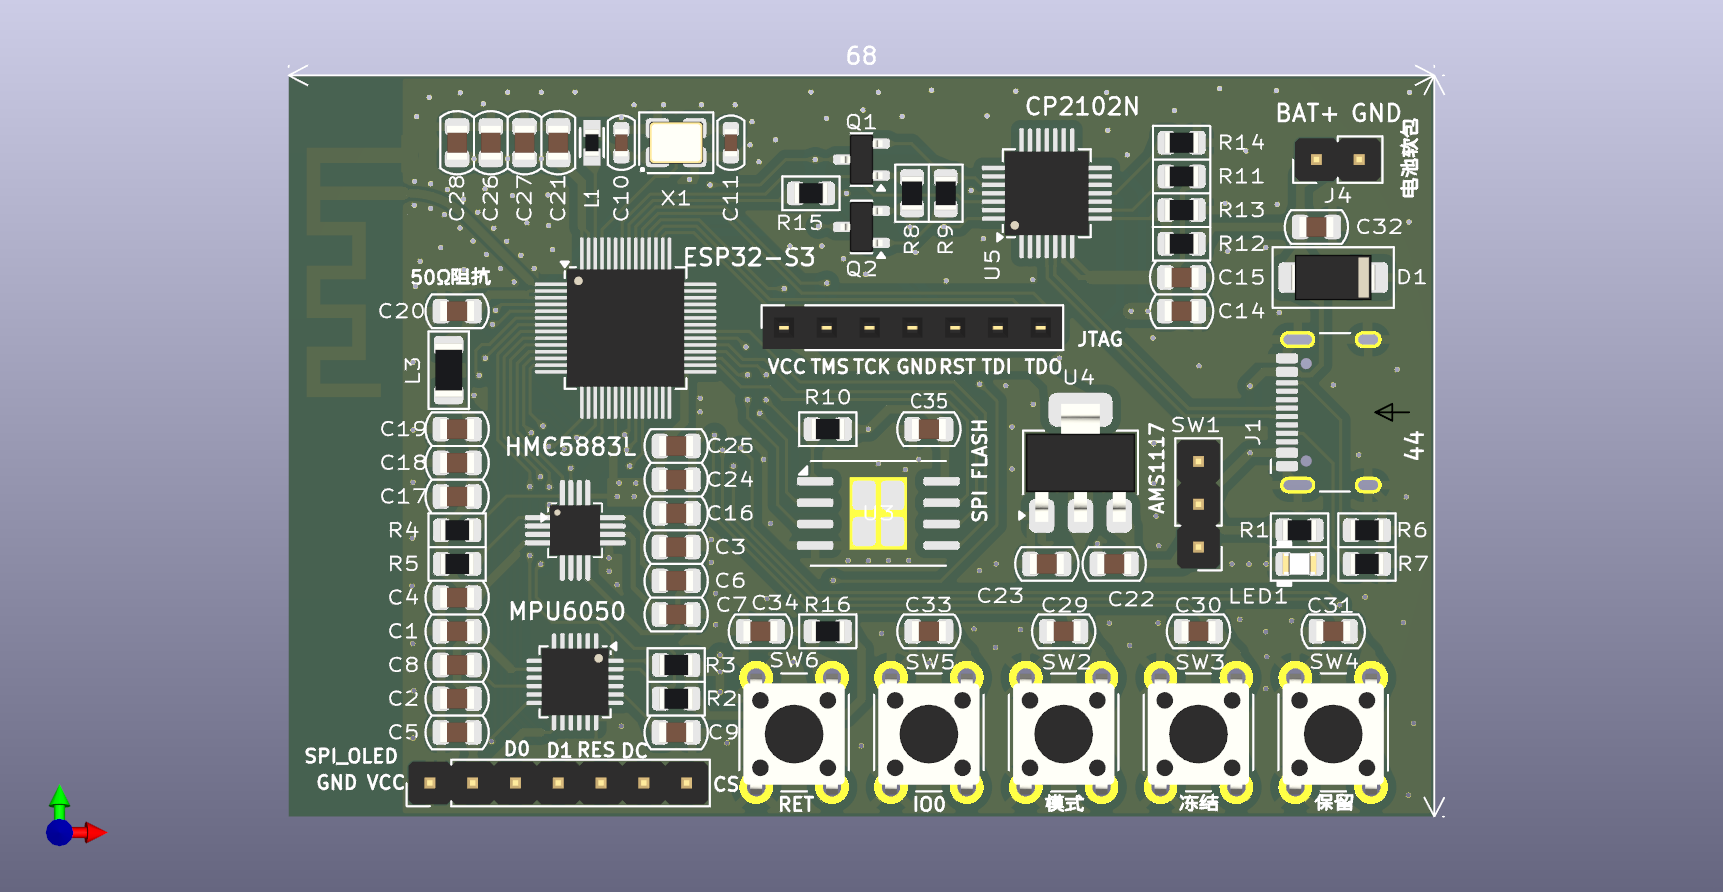 68
CP2102N
BAT+ GND
Q1
R14
电池软包
R11
C28
C26
C27
C21
L1
C10
X1
C11
J4
R13
R15
R8
R9
C32
R12
ESP32-S3
U5
Q2
50Ω阻抗
C15
D1
C20
C14
JTAG
VCC TMS TCK GND RST TDI TDO
L3
U4
R10
C35
SW1
C19
J1
44
HMC5883L
C25
C18
SPI FLASH
AMS1117
C24
C17
C16
U3
R4
R1
R6
C3
R5
R7
C6
C4
C23
C22
LED1
MPU6050
C7
C34
R16
C33
C29
C30
C31
C1
SW6
SW5
SW2
SW3
SW4
C8
R3
C2
R2
C5
C9
D0 D1 RES DC
SPI_OLED
GND VCC
CS
RET
IO0
模式
冻结
保留